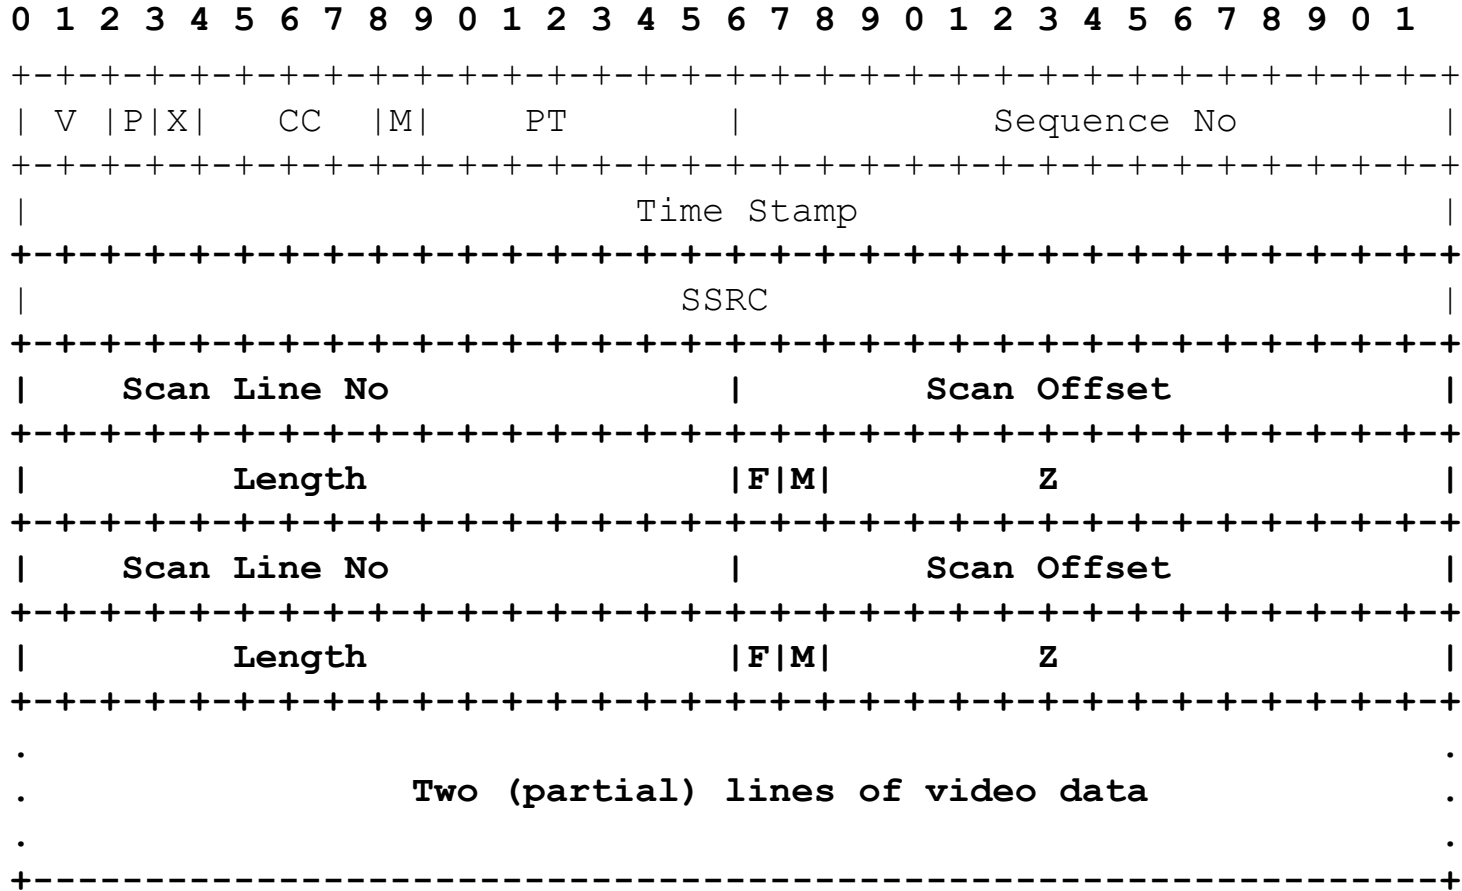 0 1 2 3 4 5 6 7 8 9 0 1 2 3 4 5 6 7 8 9 0 1 2 3 4 5 6 7 8 9 0 1
+-+-+-+-+-+-+-+-+-+-+-+-+-+-+-+-+-+-+-+-+-+-+-+-+-+-+-+-+-+-+-+-+
| V |P|X|   CC  |M|    PT       |           Sequence No         |
+-+-+-+-+-+-+-+-+-+-+-+-+-+-+-+-+-+-+-+-+-+-+-+-+-+-+-+-+-+-+-+-+
|                           Time Stamp                          |
+-+-+-+-+-+-+-+-+-+-+-+-+-+-+-+-+-+-+-+-+-+-+-+-+-+-+-+-+-+-+-+-+
|                             SSRC                              |
+-+-+-+-+-+-+-+-+-+-+-+-+-+-+-+-+-+-+-+-+-+-+-+-+-+-+-+-+-+-+-+-+
|    Scan Line No               |        Scan Offset            |
+-+-+-+-+-+-+-+-+-+-+-+-+-+-+-+-+-+-+-+-+-+-+-+-+-+-+-+-+-+-+-+-+
|         Length                |F|M|         Z                 |
+-+-+-+-+-+-+-+-+-+-+-+-+-+-+-+-+-+-+-+-+-+-+-+-+-+-+-+-+-+-+-+-+
|    Scan Line No               |        Scan Offset            |
+-+-+-+-+-+-+-+-+-+-+-+-+-+-+-+-+-+-+-+-+-+-+-+-+-+-+-+-+-+-+-+-+
|         Length                |F|M|         Z                 |
+-+-+-+-+-+-+-+-+-+-+-+-+-+-+-+-+-+-+-+-+-+-+-+-+-+-+-+-+-+-+-+-+
.                                                               .
.                 Two (partial) lines of video data             .
.                                                               .
+---------------------------------------------------------------+